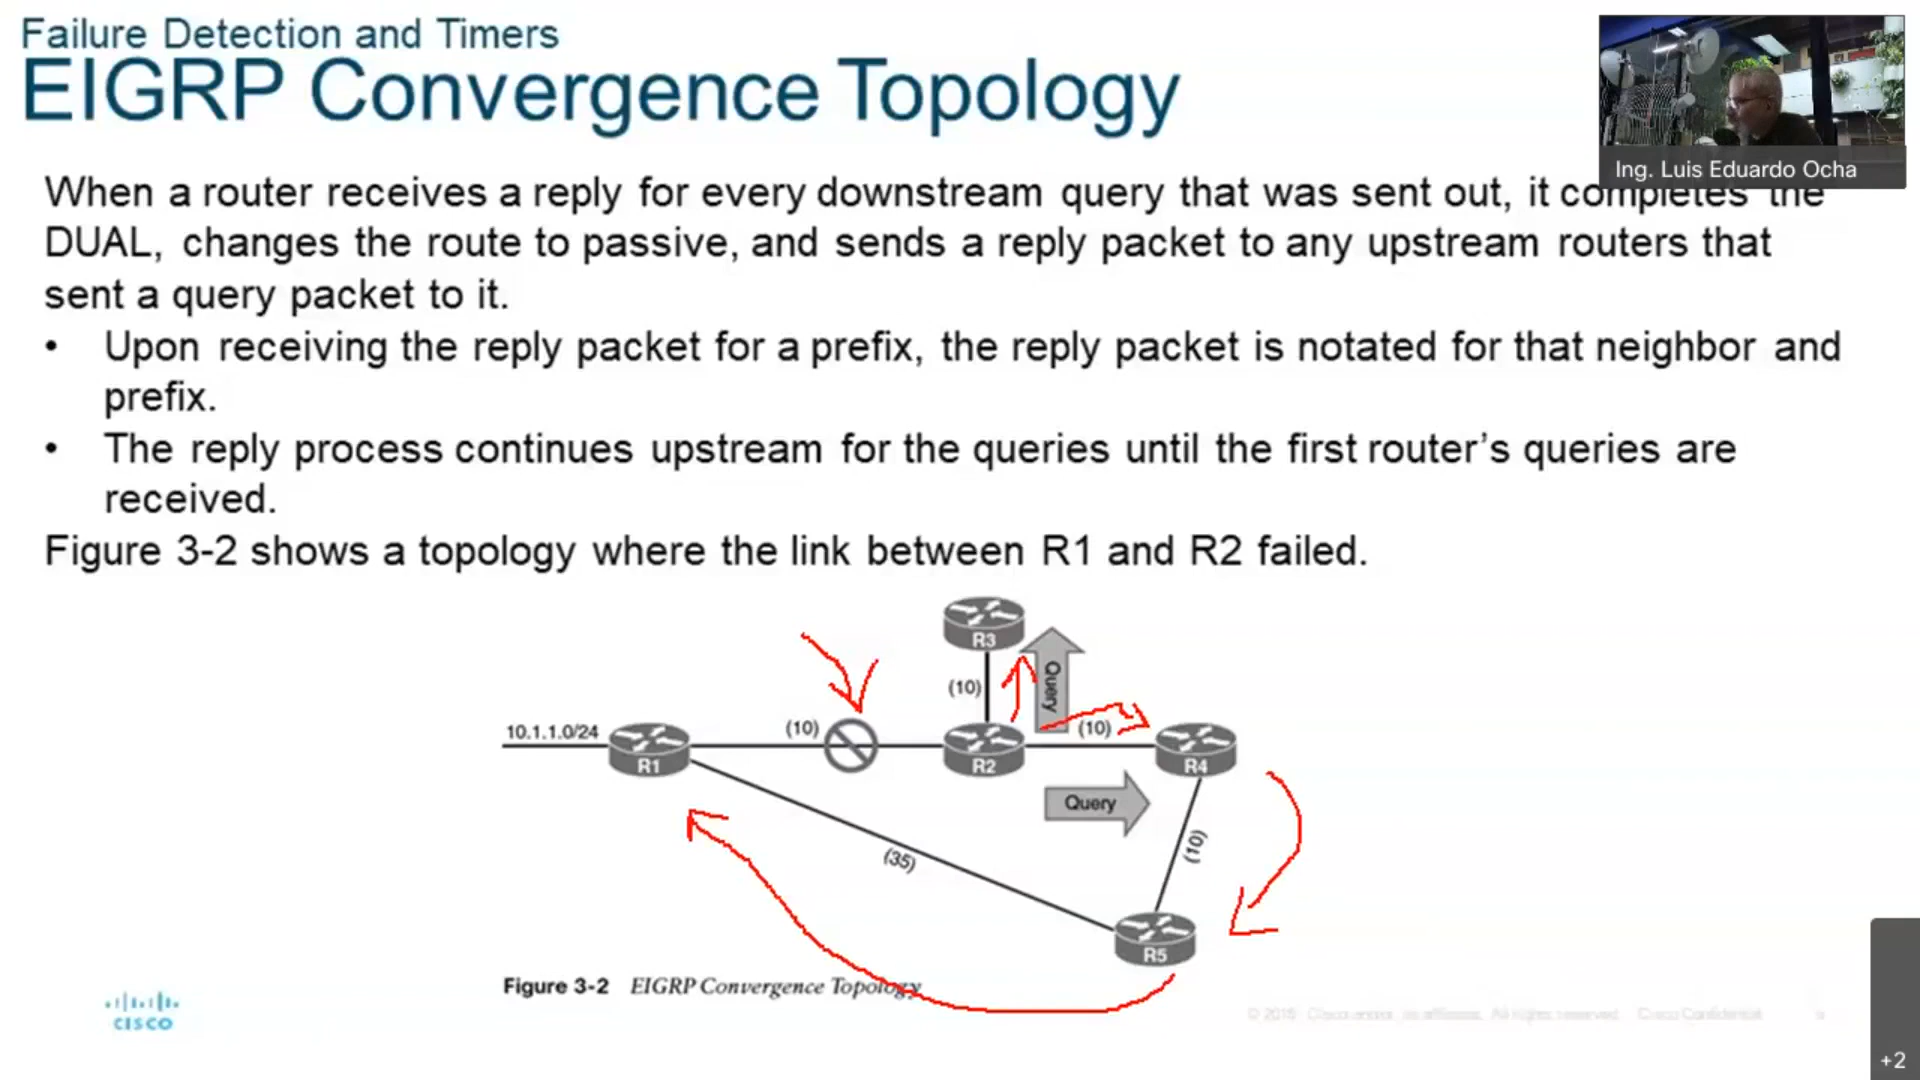 Failure Detection and Timers
EIGRP Convergence Topology
Ing. Luis Eduardo Ocha
When a router receives a reply for every downstream query that was sent out, it completes the
DUAL, changes the route to passive, and sends a reply packet to any upstream routers that
sent a query packet to it.
• Upon receiving the reply packet for a prefix, the reply packet is notated for that neighbor and
prefix.
• The reply process continues upstream for the queries until the first router's queries are
received.
Figure 3-2 shows a topology where the link between R1 and R2 failed.
R3
(10)
Query
10.1.1.0/24
R1
(10)
R2
(10)
R4
Query
(35)
(10)
R5
Figure 3-2 EIGRP Convergence Topology
CISCO
Cisco and/or its affiliates. All rights reserved. Cisco Confidential
+2